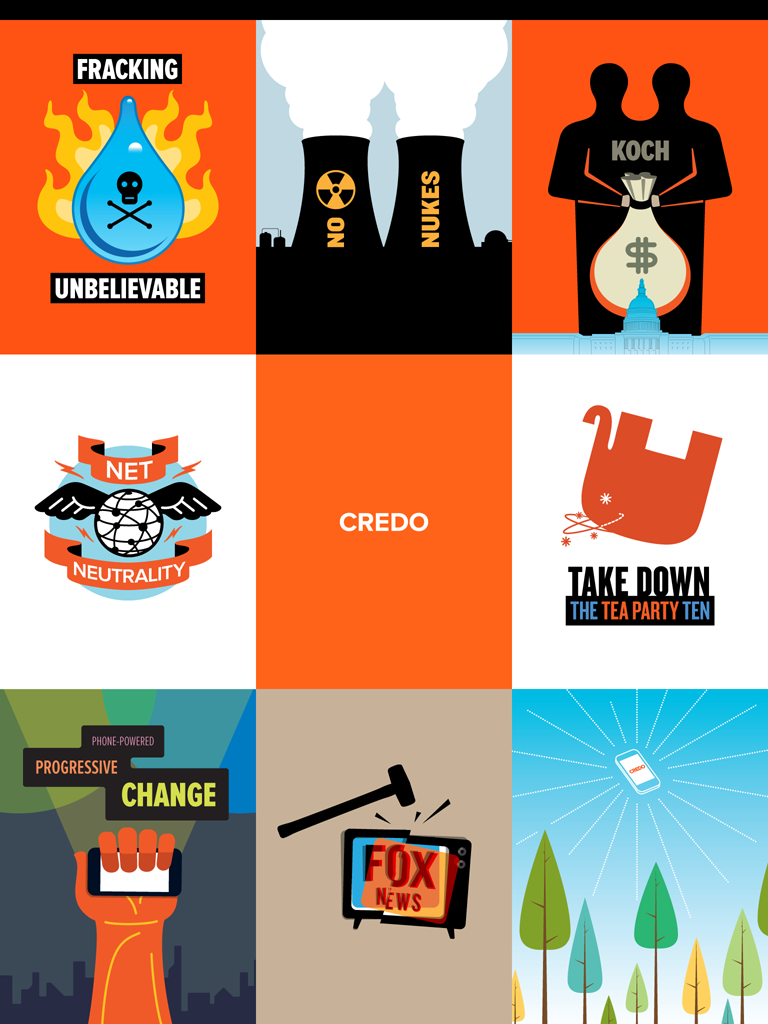 FRACKING
UNBELIEVABLE
NO
NUKES
KOCH
$
NET
NEUTRALITY
CREDO
TAKE DOWN
THE TEA PARTY TEN
PHONE-POWERED
PROGRESSIVE
CHANGE
FOX
NEWS
CREDO